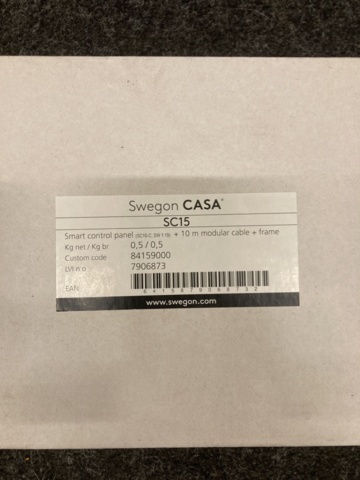 Swegon CASA
SC15
Smart control panel + 10 m modular cable + frame
Kg net / Kg br 0,5 / 0,5
Custom code 84159000
LVI n:o 7906873
EAN
www.swegon.com